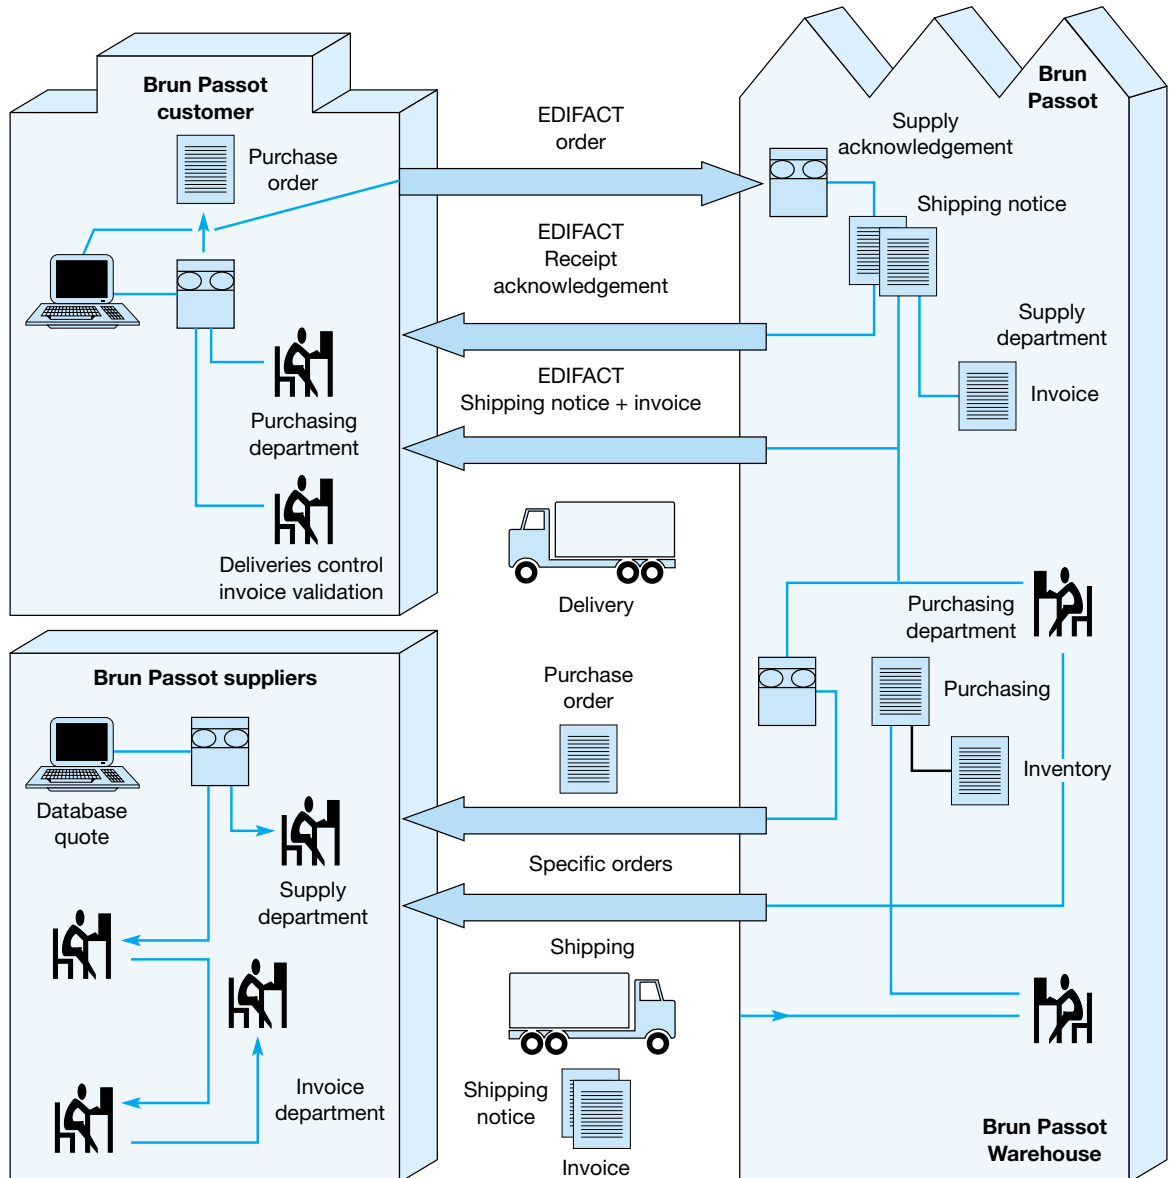 Brun Passot
customer
Purchase
order
Purchasing
department
Deliveries control
invoice validation
EDIFACT
order
EDIFACT
Receipt
acknowledgement
EDIFACT
Shipping notice + invoice
Delivery
Brun
Passot
Supply
acknowledgement
Shipping notice
Supply
department
Invoice
Purchasing
department
Purchasing
Inventory
Brun Passot suppliers
Database
quote
Supply
department
Invoice
department
Purchase
order
Specific orders
Shipping
Shipping
notice
Invoice
Brun Passot
Warehouse